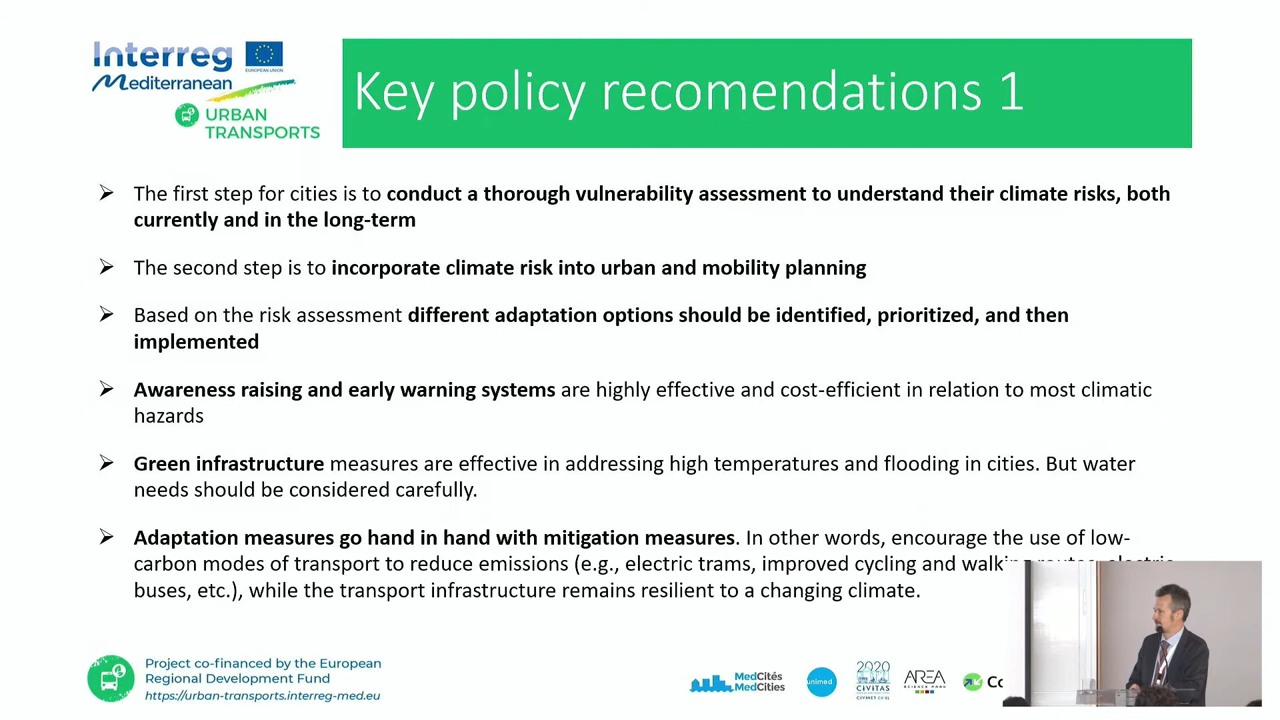 Interreg
EUROPEAN UNION
Mediterranean
URBAN
TRANSPORTS
Key policy recomendations 1
The first step for cities is to conduct a thorough vulnerability assessment to understand their climate risks, both
currently and in the long-term
The second step is to incorporate climate risk into urban and mobility planning
Based on the risk assessment different adaptation options should be identified, prioritized, and then
implemented
Awareness raising and early warning systems are highly effective and cost-efficient in relation to most climatic
hazards
Green infrastructure measures are effective in addressing high temperatures and flooding in cities. But water
needs should be considered carefully.
Adaptation measures go hand in hand with mitigation measures. In other words, encourage the use of low-
carbon modes of transport to reduce emissions (e.g., electric trams, improved cycling and
buses, etc.), while the transport infrastructure remains resilient to a changing climate.
Project co-financed by the European
Regional Development Fund
https://urban-transports.interreg-med.eu
MedCités
MedCities
unimed
2020
CIVITAS
AREA
SCIENCE PARK